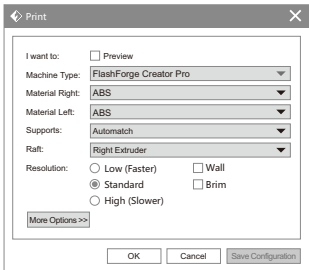 Print
I want to: Preview
Machine Type: FlashForge Creator Pro
Material Right: ABS
Material Left: ABS
Supports: Automatch
Raft: Right Extruder
Resolution: Low (Faster) Wall
Standard Brim
High (Slower)
More Options >>
OK Cancel Save Configuration